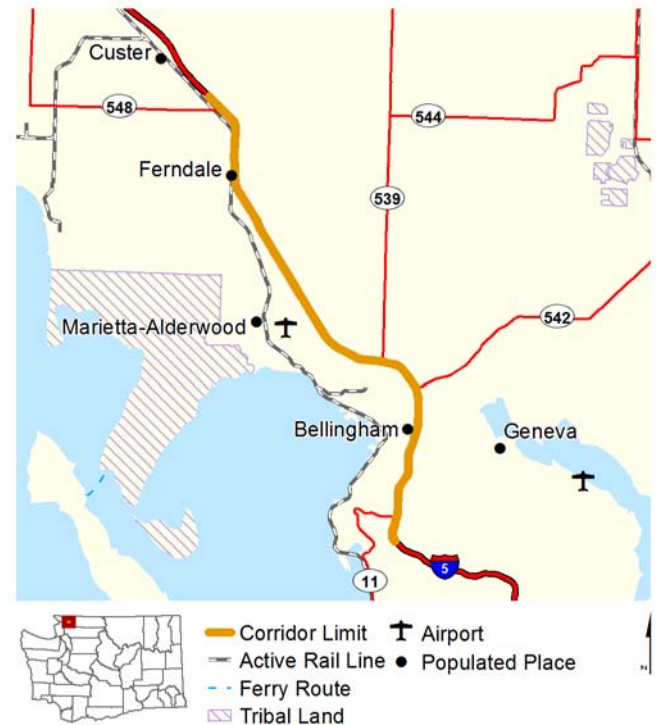 Custer
548
544
Ferndale
539
Marietta-Alderwood
542
Bellingham
Geneva
5
11
Corridor Limit
Airport
Active Rail Line
Populated Place
Ferry Route
Tribal Land
N